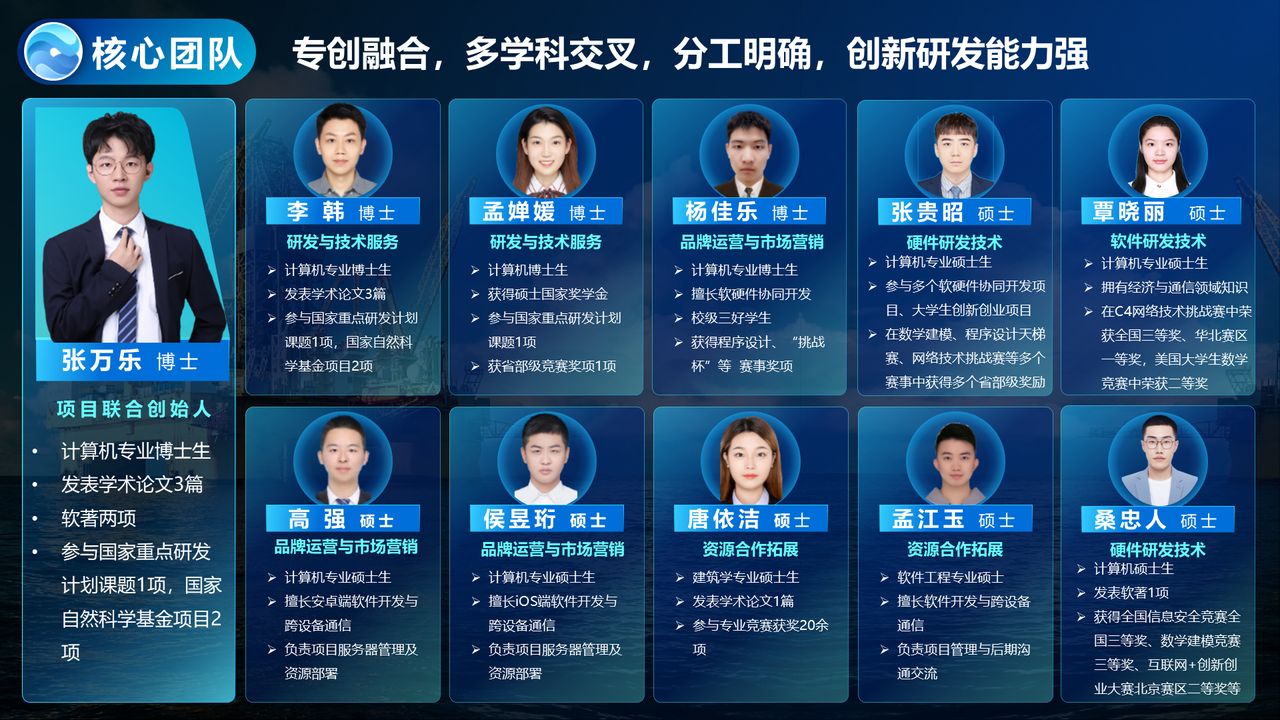 核心团队
专创融合，多学科交叉，分工明确，创新研发能力强
张万乐 博士
项目联合创始人
• 计算机专业博士生
• 发表学术论文3篇
• 软著两项
• 参与国家重点研发
计划课题1项，国家
自然科学基金项目2
项
李 韩 博士
研发与技术服务
➢ 计算机专业博士生
➢ 发表学术论文3篇
➢ 参与国家重点研发计划
课题1项，国家自然科
学基金项目2项
孟婵媛 博士
研发与技术服务
➢ 计算机博士生
➢ 获得硕士国家奖学金
➢ 参与国家重点研发计划
课题1项
➢ 获省部级竞赛奖项1项
杨佳乐 博士
品牌运营与市场营销
➢ 计算机专业博士生
➢ 擅长软硬件协同开发
➢ 校级三好学生
➢ 获得程序设计、“挑战
杯”等 赛事奖项
张贵昭 硕士
硬件研发技术
➢ 计算机专业硕士生
➢ 参与多个软硬件协同开发项
目、大学生创新创业项目
➢ 在数学建模、程序设计天梯
赛、网络技术挑战赛等多个
赛事中获得多个省部级奖励
覃晓丽 硕士
软件研发技术
➢ 计算机专业硕士生
➢ 拥有经济与通信领域知识
➢ 在C4网络技术挑战赛中荣
获全国三等奖、华北赛区
一等奖，美国大学生数学
竞赛中荣获二等奖
高 强 硕士
品牌运营与市场营销
➢ 计算机专业硕士生
➢ 擅长安卓端软件开发与
跨设备通信
➢ 负责项目服务器管理及
资源部署
侯昱珩 硕士
品牌运营与市场营销
➢ 计算机专业硕士生
➢ 擅长iOS端软件开发与
跨设备通信
➢ 负责项目服务器管理及
资源部署
唐依洁 硕士
资源合作拓展
➢ 建筑学专业硕士生
➢ 发表学术论文1篇
➢ 参与专业竞赛获奖20余
项
孟江玉 硕士
资源合作拓展
➢ 软件工程专业硕士
➢ 擅长软件开发与跨设备
通信
➢ 负责项目管理与后期沟
通交流
桑忠人 硕士
硬件研发技术
➢ 计算机硕士生
➢ 发表软著1项
➢ 获得全国信息安全竞赛全
国三等奖、数学建模竞赛
三等奖、互联网+创新创
业大赛北京赛区二等奖等